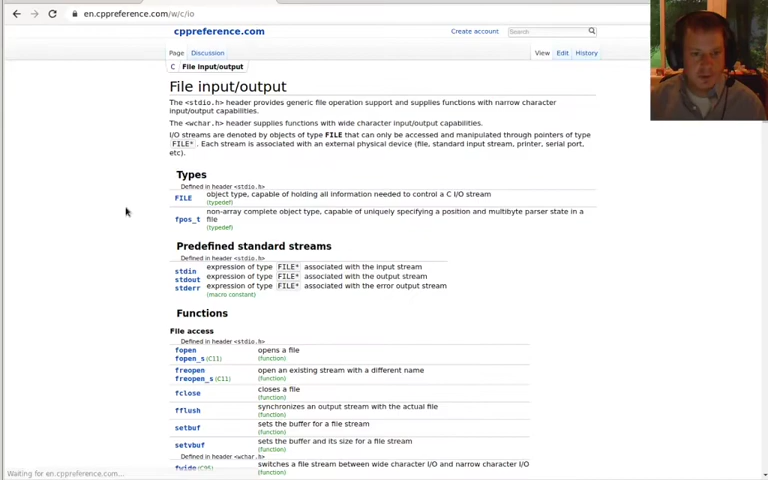 en.cppreference.com/w/c/io
cppreference.com
Create account
Search
Page Discussion
View Edit History
C File input/output
File input/output
The <stdio.h> header provides generic file operation support and supplies functions with narrow character
input/output capabilities.
The <wchar.h> header supplies functions with wide character input/output capabilities.
I/O streams are denoted by objects of type FILE that can only be accessed and manipulated through pointers of type
FILE*. Each stream is associated with an external physical device (file, standard input stream, printer, serial port,
etc).
Types
Defined in header <stdio.h>
FILE object type, capable of holding all information needed to control a C I/O stream
(typedef)
fpos_t non-array complete object type, capable of uniquely specifying a position and multibyte parser state in a
file
(typedef)
Predefined standard streams
Defined in header <stdio.h>
stdin expression of type FILE* associated with the input stream
stdout expression of type FILE* associated with the output stream
stderr expression of type FILE* associated with the error output stream
(macro constant)
Functions
File access
Defined in header <stdio.h>
fopen opens a file
fopen_s (C11) (function)
freopen open an existing stream with a different name
freopen_s (C11) (function)
fclose closes a file
(function)
fflush synchronizes an output stream with the actual file
(function)
setbuf sets the buffer for a file stream
(function)
setvbuf sets the buffer and its size for a file stream
(function)
Defined in header <wchar.h>
fwide (C95) switches a file stream between wide character I/O and narrow character I/O
(function)
Waiting for en.cppreference.com...